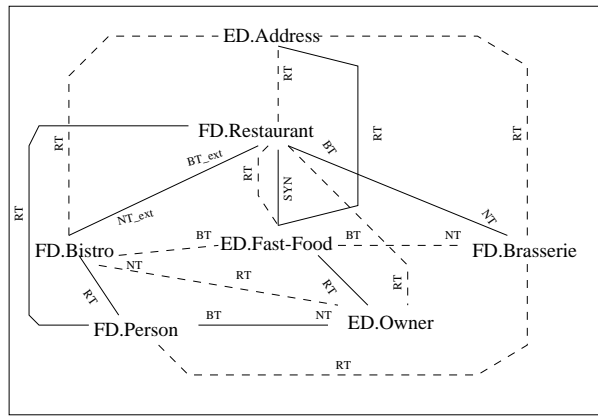 ED.Address
RT
RT
RT
RT
FD.Restaurant
BT_ext
BT
RT
SYN
RT
NT_ext
NT
FD.Bistro
BT
ED.Fast-Food
BT
NT
FD.Brasserie
NT
RT
RT
RT
RT
FD.Person
BT
NT
ED.Owner
RT